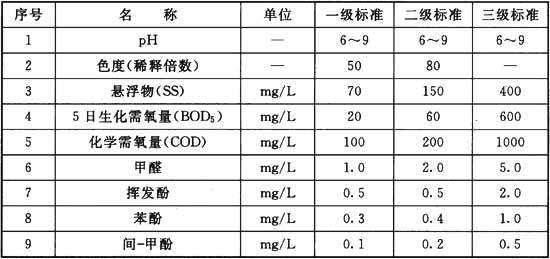 序号 名 称 单位 一级标准 二级标准 三级标准
1 pH — 6～9 6～9 6～9
2 色度(稀释倍数) — 50 80 —
3 悬浮物(SS) mg/L 70 150 400
4 5日生化需氧量(BOD₅) mg/L 20 60 600
5 化学需氧量(COD) mg/L 100 200 1000
6 甲醛 mg/L 1.0 2.0 5.0
7 挥发酚 mg/L 0.5 0.5 2.0
8 苯酚 mg/L 0.3 0.4 1.0
9 间-甲酚 mg/L 0.1 0.2 0.5